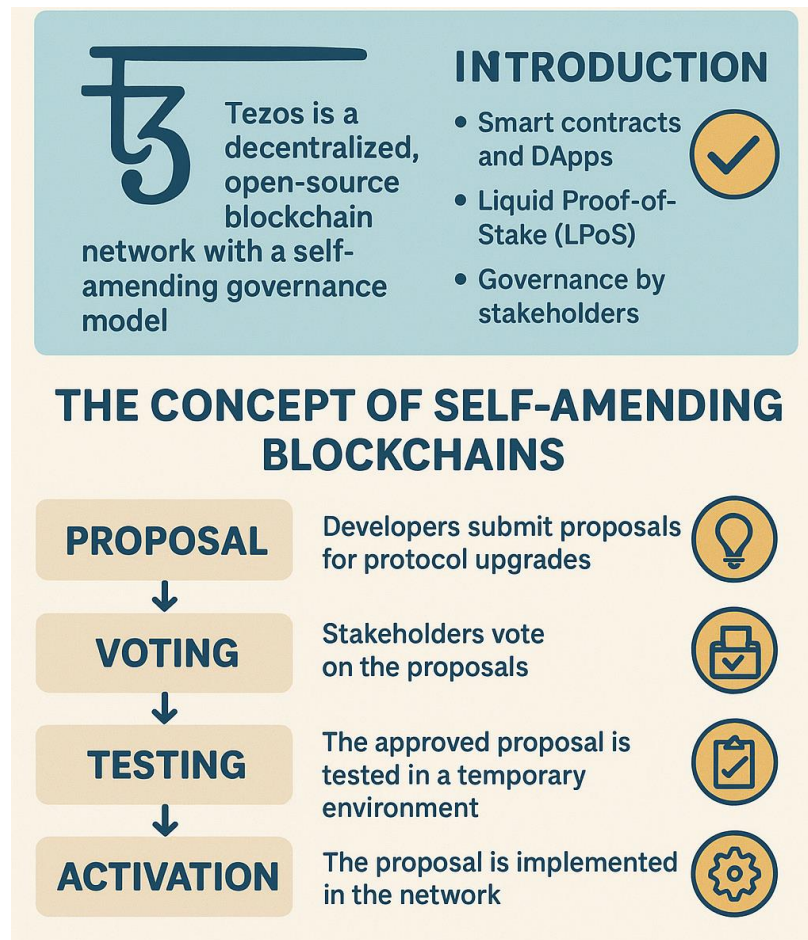 ꜩ
Tezos is a
decentralized,
open-source
blockchain
network with a self-
amending governance
model
INTRODUCTION
• Smart contracts
and DApps
• Liquid Proof-of-
Stake (LPoS)
• Governance by
stakeholders
THE CONCEPT OF SELF-AMENDING
BLOCKCHAINS
PROPOSAL
Developers submit proposals
for protocol upgrades
VOTING
Stakeholders vote
on the proposals
TESTING
The approved proposal is
tested in a temporary
environment
ACTIVATION
The proposal is implemented
in the network